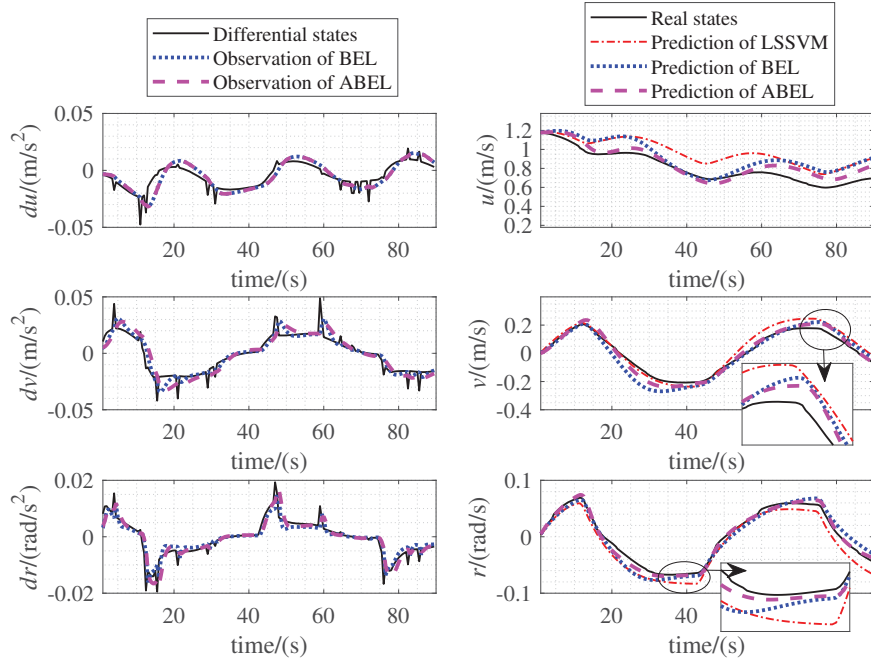 Differential states
Observation of BEL
Observation of ABEL
Real states
Prediction of LSSVM
Prediction of BEL
Prediction of ABEL
0.05
0
-0.05
du/(m/s²)
20 40 60 80
time/(s)
1.2
1
0.8
0.6
0.4
0.2
u/(m/s)
20 40 60 80
time/(s)
0.05
0
-0.05
dv/(m/s²)
20 40 60 80
time/(s)
0.2
0
-0.2
-0.4
v/(m/s)
20 40 60 80
time/(s)
0.02
0
-0.02
dr/(rad/s²)
20 40 60 80
time/(s)
0.1
0
-0.1
r/(rad/s)
20 40 60 80
time/(s)